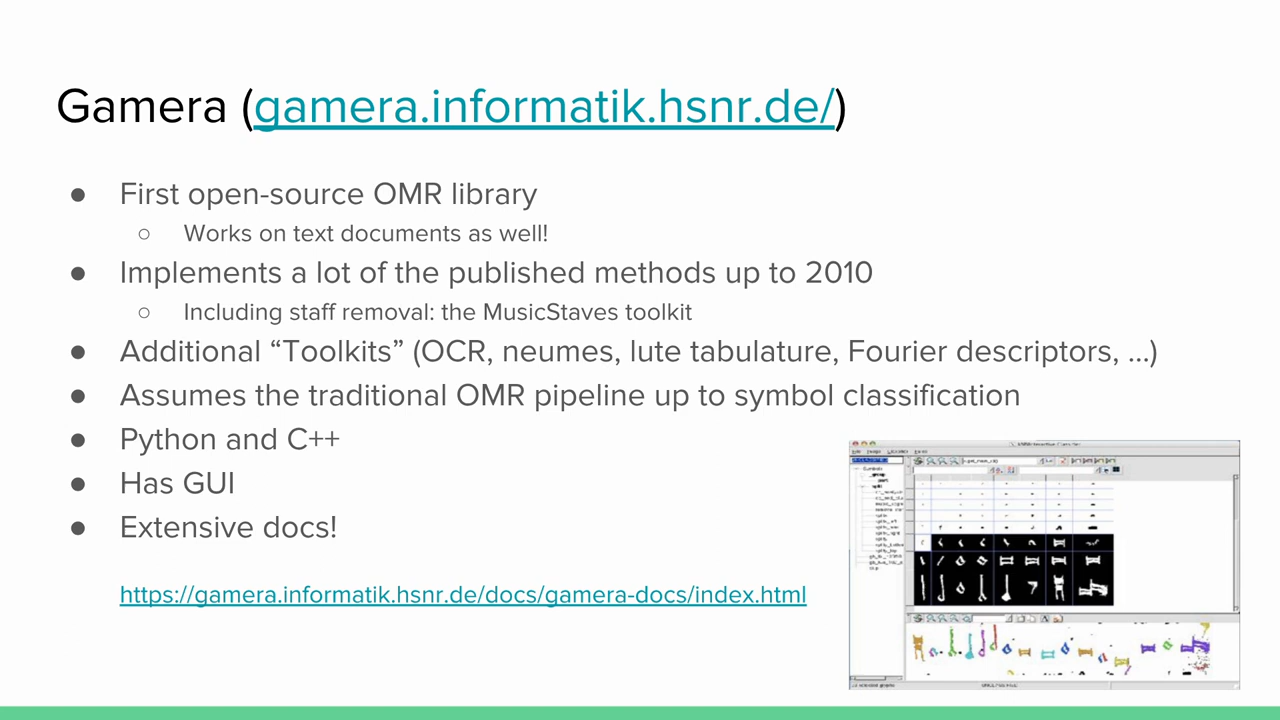 Gamera (gamera.informatik.hsnr.de/)
● First open-source OMR library
○ Works on text documents as well!
● Implements a lot of the published methods up to 2010
○ Including staff removal: the MusicStaves toolkit
● Additional “Toolkits” (OCR, neumes, lute tabulature, Fourier descriptors, ...)
● Assumes the traditional OMR pipeline up to symbol classification
● Python and C++
● Has GUI
● Extensive docs!
https://gamera.informatik.hsnr.de/docs/gamera-docs/index.html